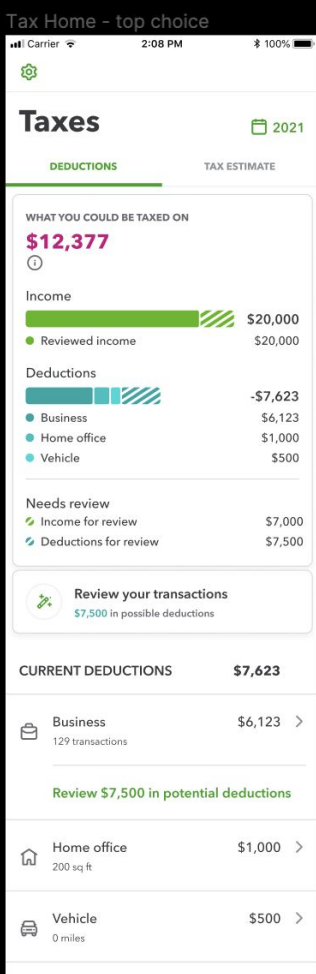 Tax Home - top choice
Carrier 2:08 PM 100%
Taxes
2021
DEDUCTIONS TAX ESTIMATE
WHAT YOU COULD BE TAXED ON
$12,377
Income
$20,000
Reviewed income $20,000
Deductions
-$7,623
Business $6,123
Home office $1,000
Vehicle $500
Needs review
Income for review $7,000
Deductions for review $7,500
Review your transactions
$7,500 in possible deductions
CURRENT DEDUCTIONS $7,623
Business $6,123
129 transactions
Review $7,500 in potential deductions
Home office $1,000
200 sq ft
Vehicle $500
0 miles